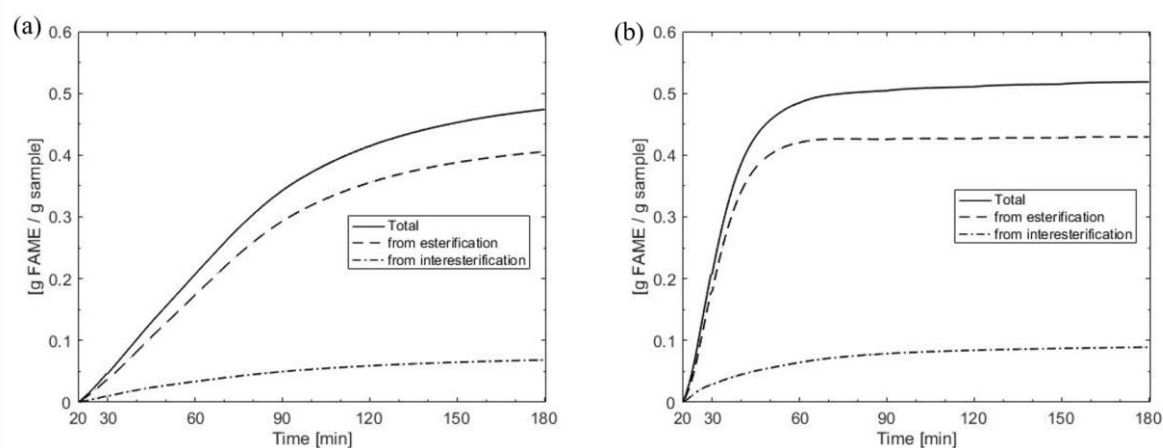 (a)
0.6
0.5
0.4
0.3
0.2
0.1
0
[g FAME / g sample]
Total
from esterification
from interesterification
20 30 60 90 120 150 180
Time [min]
(b)
0.6
0.5
0.4
0.3
0.2
0.1
0
[g FAME / g sample]
Total
from esterification
from interesterification
20 30 60 90 120 150 180
Time [min]